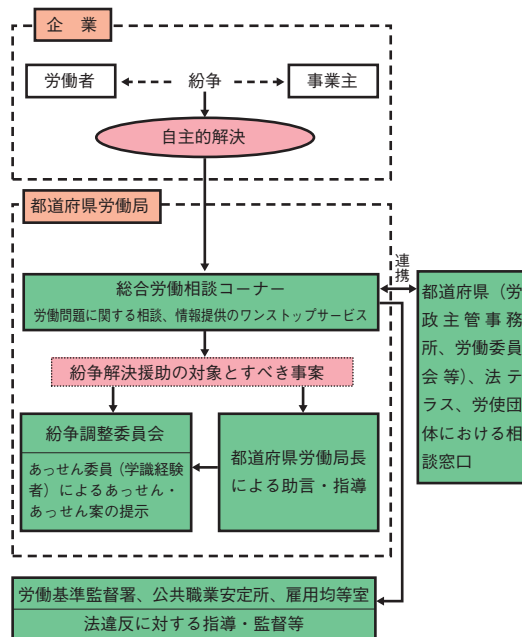 企業
労働者
紛争
事業主
自主的解決
都道府県労働局
連携
総合労働相談コーナー
労働問題に関する相談、情報提供のワンストップサービス
都道府県（労
政主管事務
所、労働委員
会等）、法テ
ラス、労使団
体における相
談窓口
紛争解決援助の対象とすべき事案
紛争調整委員会
あっせん委員（学識経験
者）によるあっせん・
あっせん案の提示
都道府県労働局長
による助言・指導
労働基準監督署、公共職業安定所、雇用均等室
法違反に対する指導・監督等